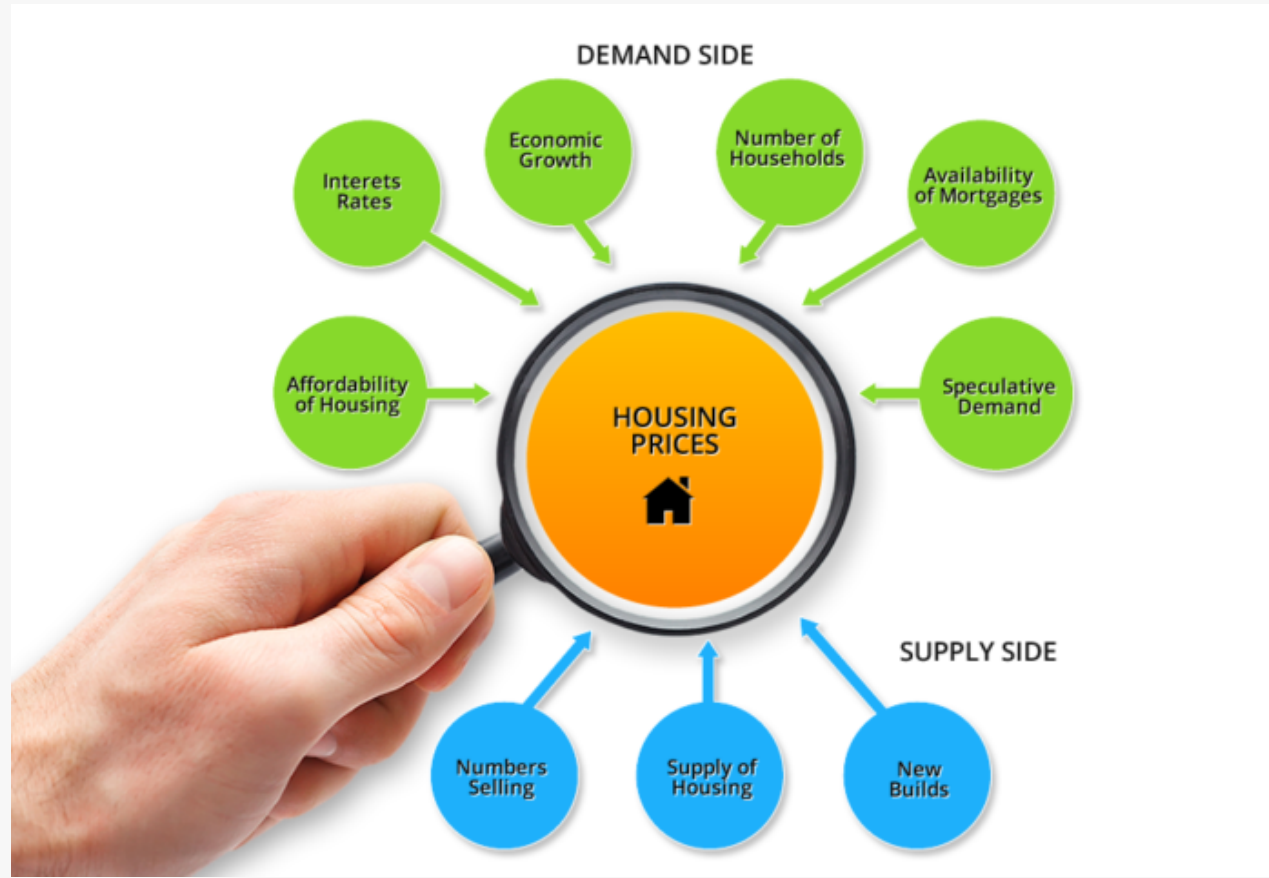 DEMAND SIDE
Economic
Growth
Number of
Households
Interets
Rates
Availability
of Mortgages
Affordability
of Housing
Speculative
Demand
HOUSING
PRICES
SUPPLY SIDE
Numbers
Selling
Supply of
Housing
New
Builds